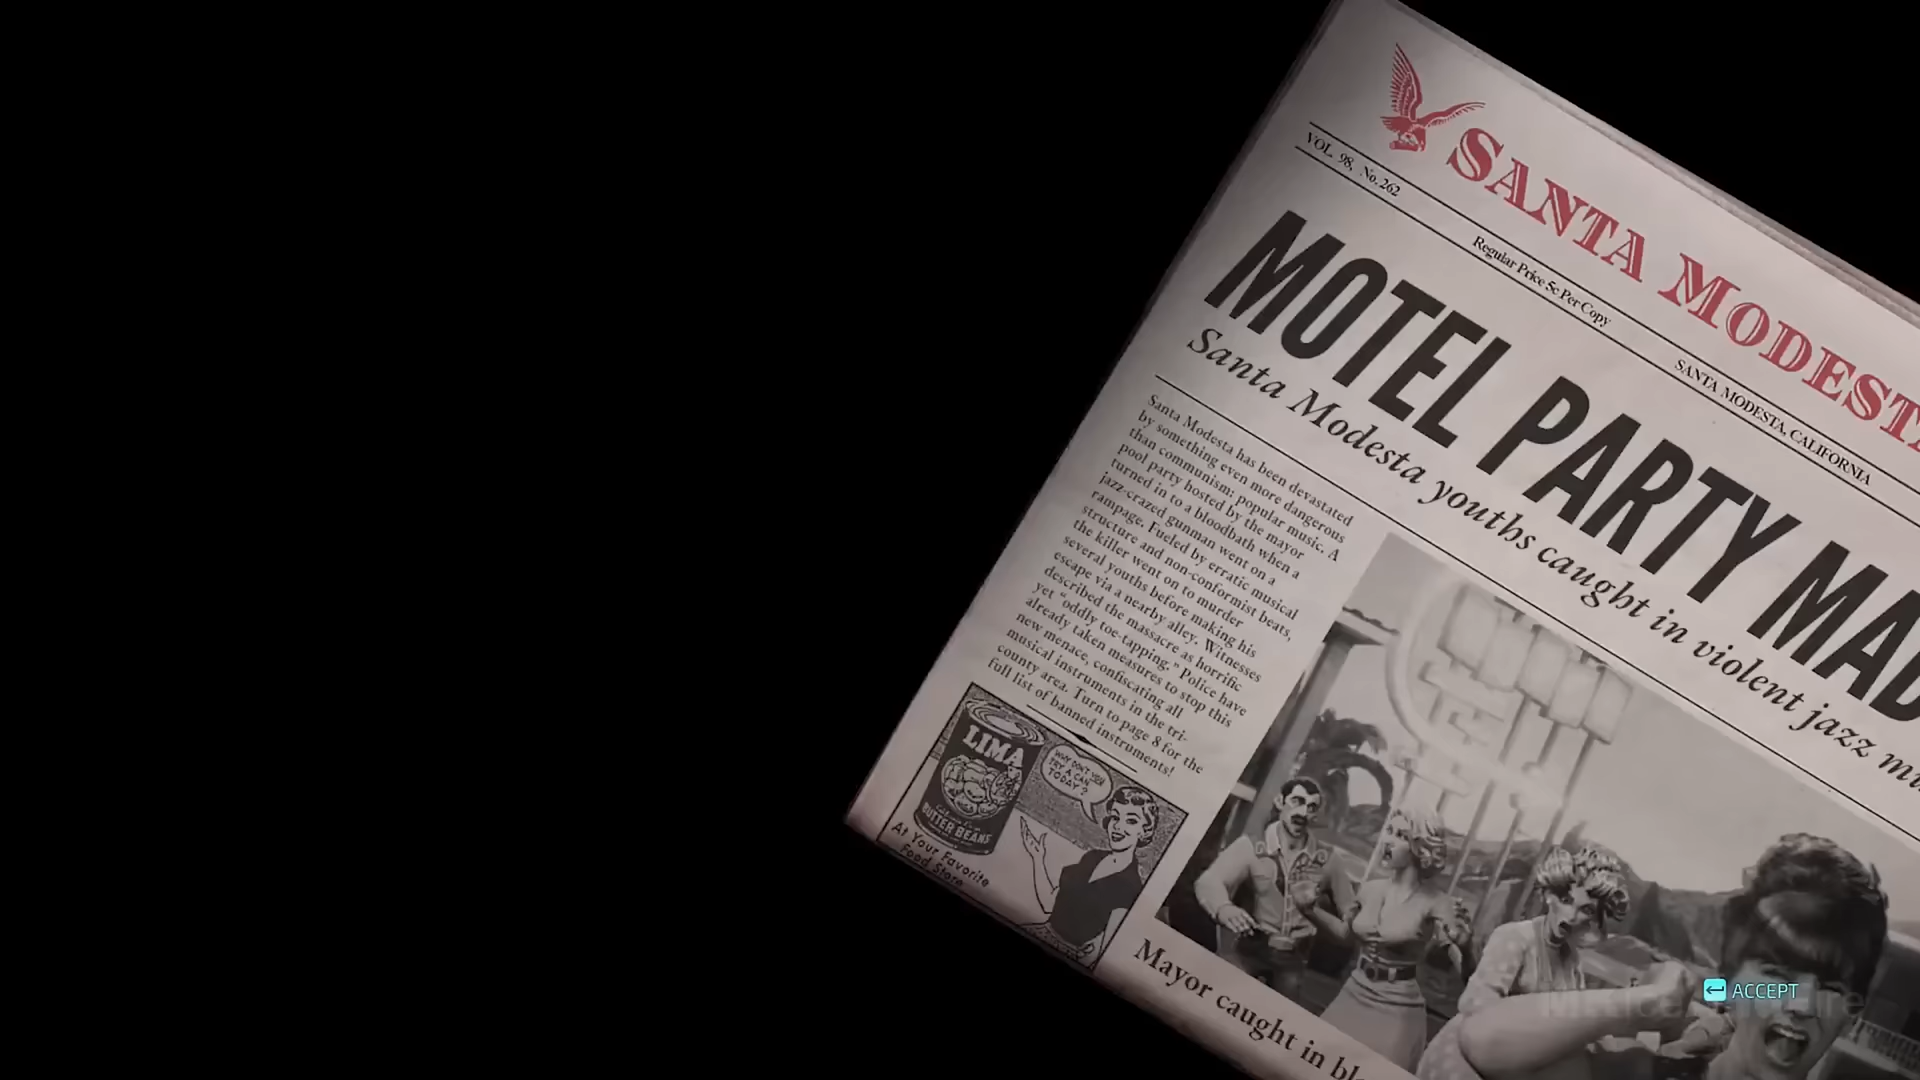 SANTA MODEST
VOL. 98, No. 262
Regular Price 5c Per Copy
SANTA MODESTA, CALIFORNIA
MOTEL PARTY MAD
Santa Modesta youths caught in violent jazz mu
Santa Modesta has been devastated
by something even more dangerous
than communism: popular music. A
pool party hosted by the mayor
turned in to a bloodbath when a
jazz-crazed gunman went on a
rampage. Fueled by erratic musical
structure and non-conformist beats,
the killer went on to murder
several youths before making his
escape via a nearby alley. Witnesses
described the massacre as horrific
yet "oddly toe-tapping." Police have
already taken measures to stop this
new menace, confiscating all
musical instruments in the tri-
county area. Turn to page 8 for the
full list of banned instruments!
LIMA
BUTTER BEANS
WHY DON'T YOU
TRY A CAN
TODAY?
At Your Favorite
Food Store
Mayor caught in bl
ACCEPT